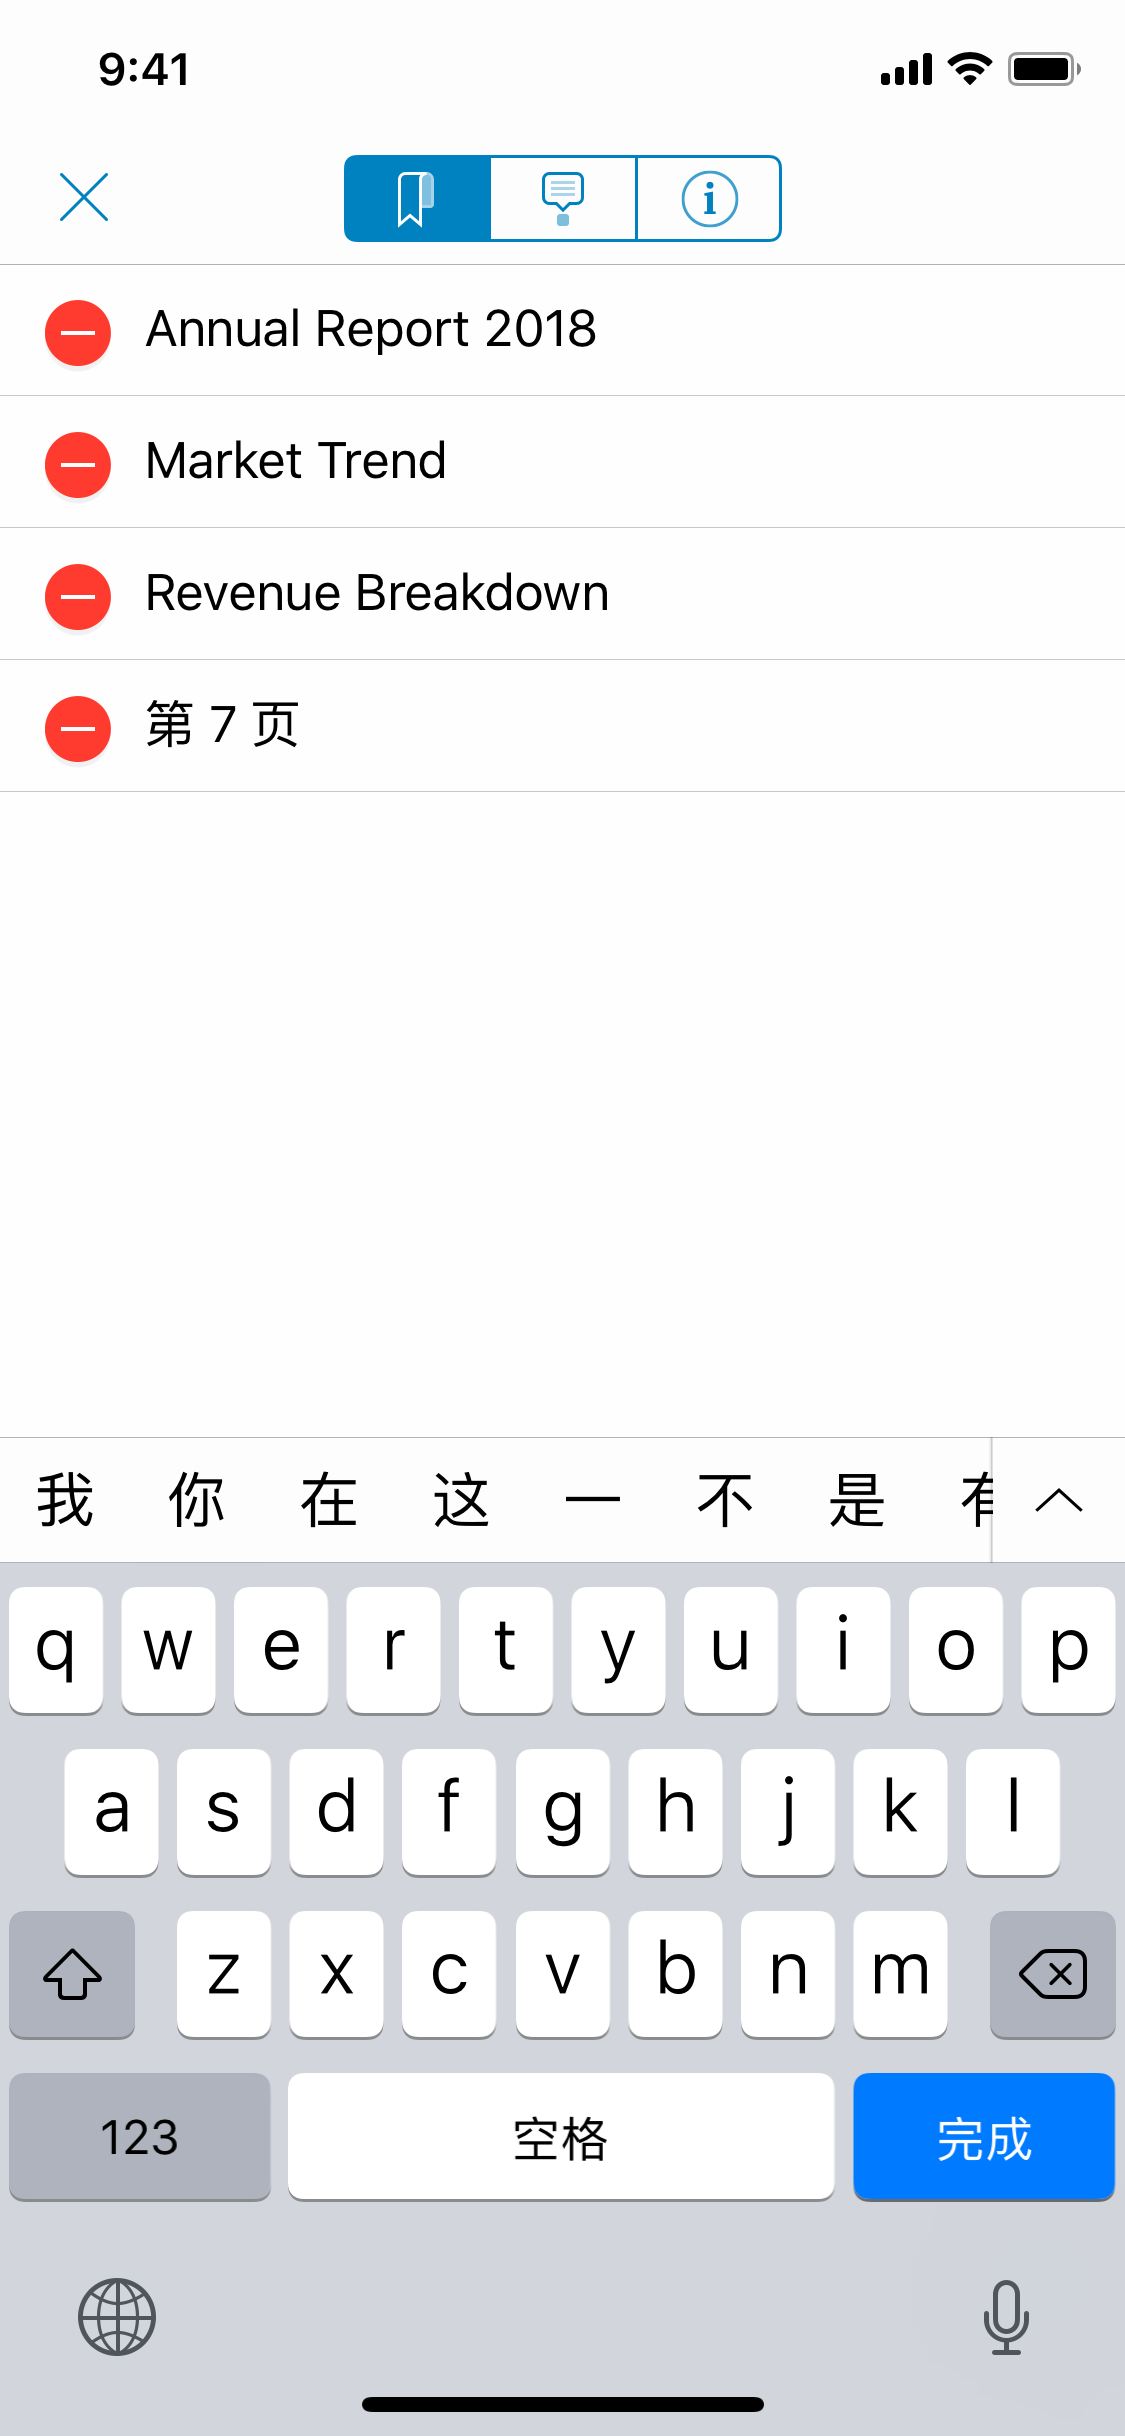 9:41
i
Annual Report 2018
Market Trend
Revenue Breakdown
第 7 页
我 你 在 这 一 不 是 有
q w e r t y u i o p
a s d f g h j k l
z x c v b n m
123 空格 完成